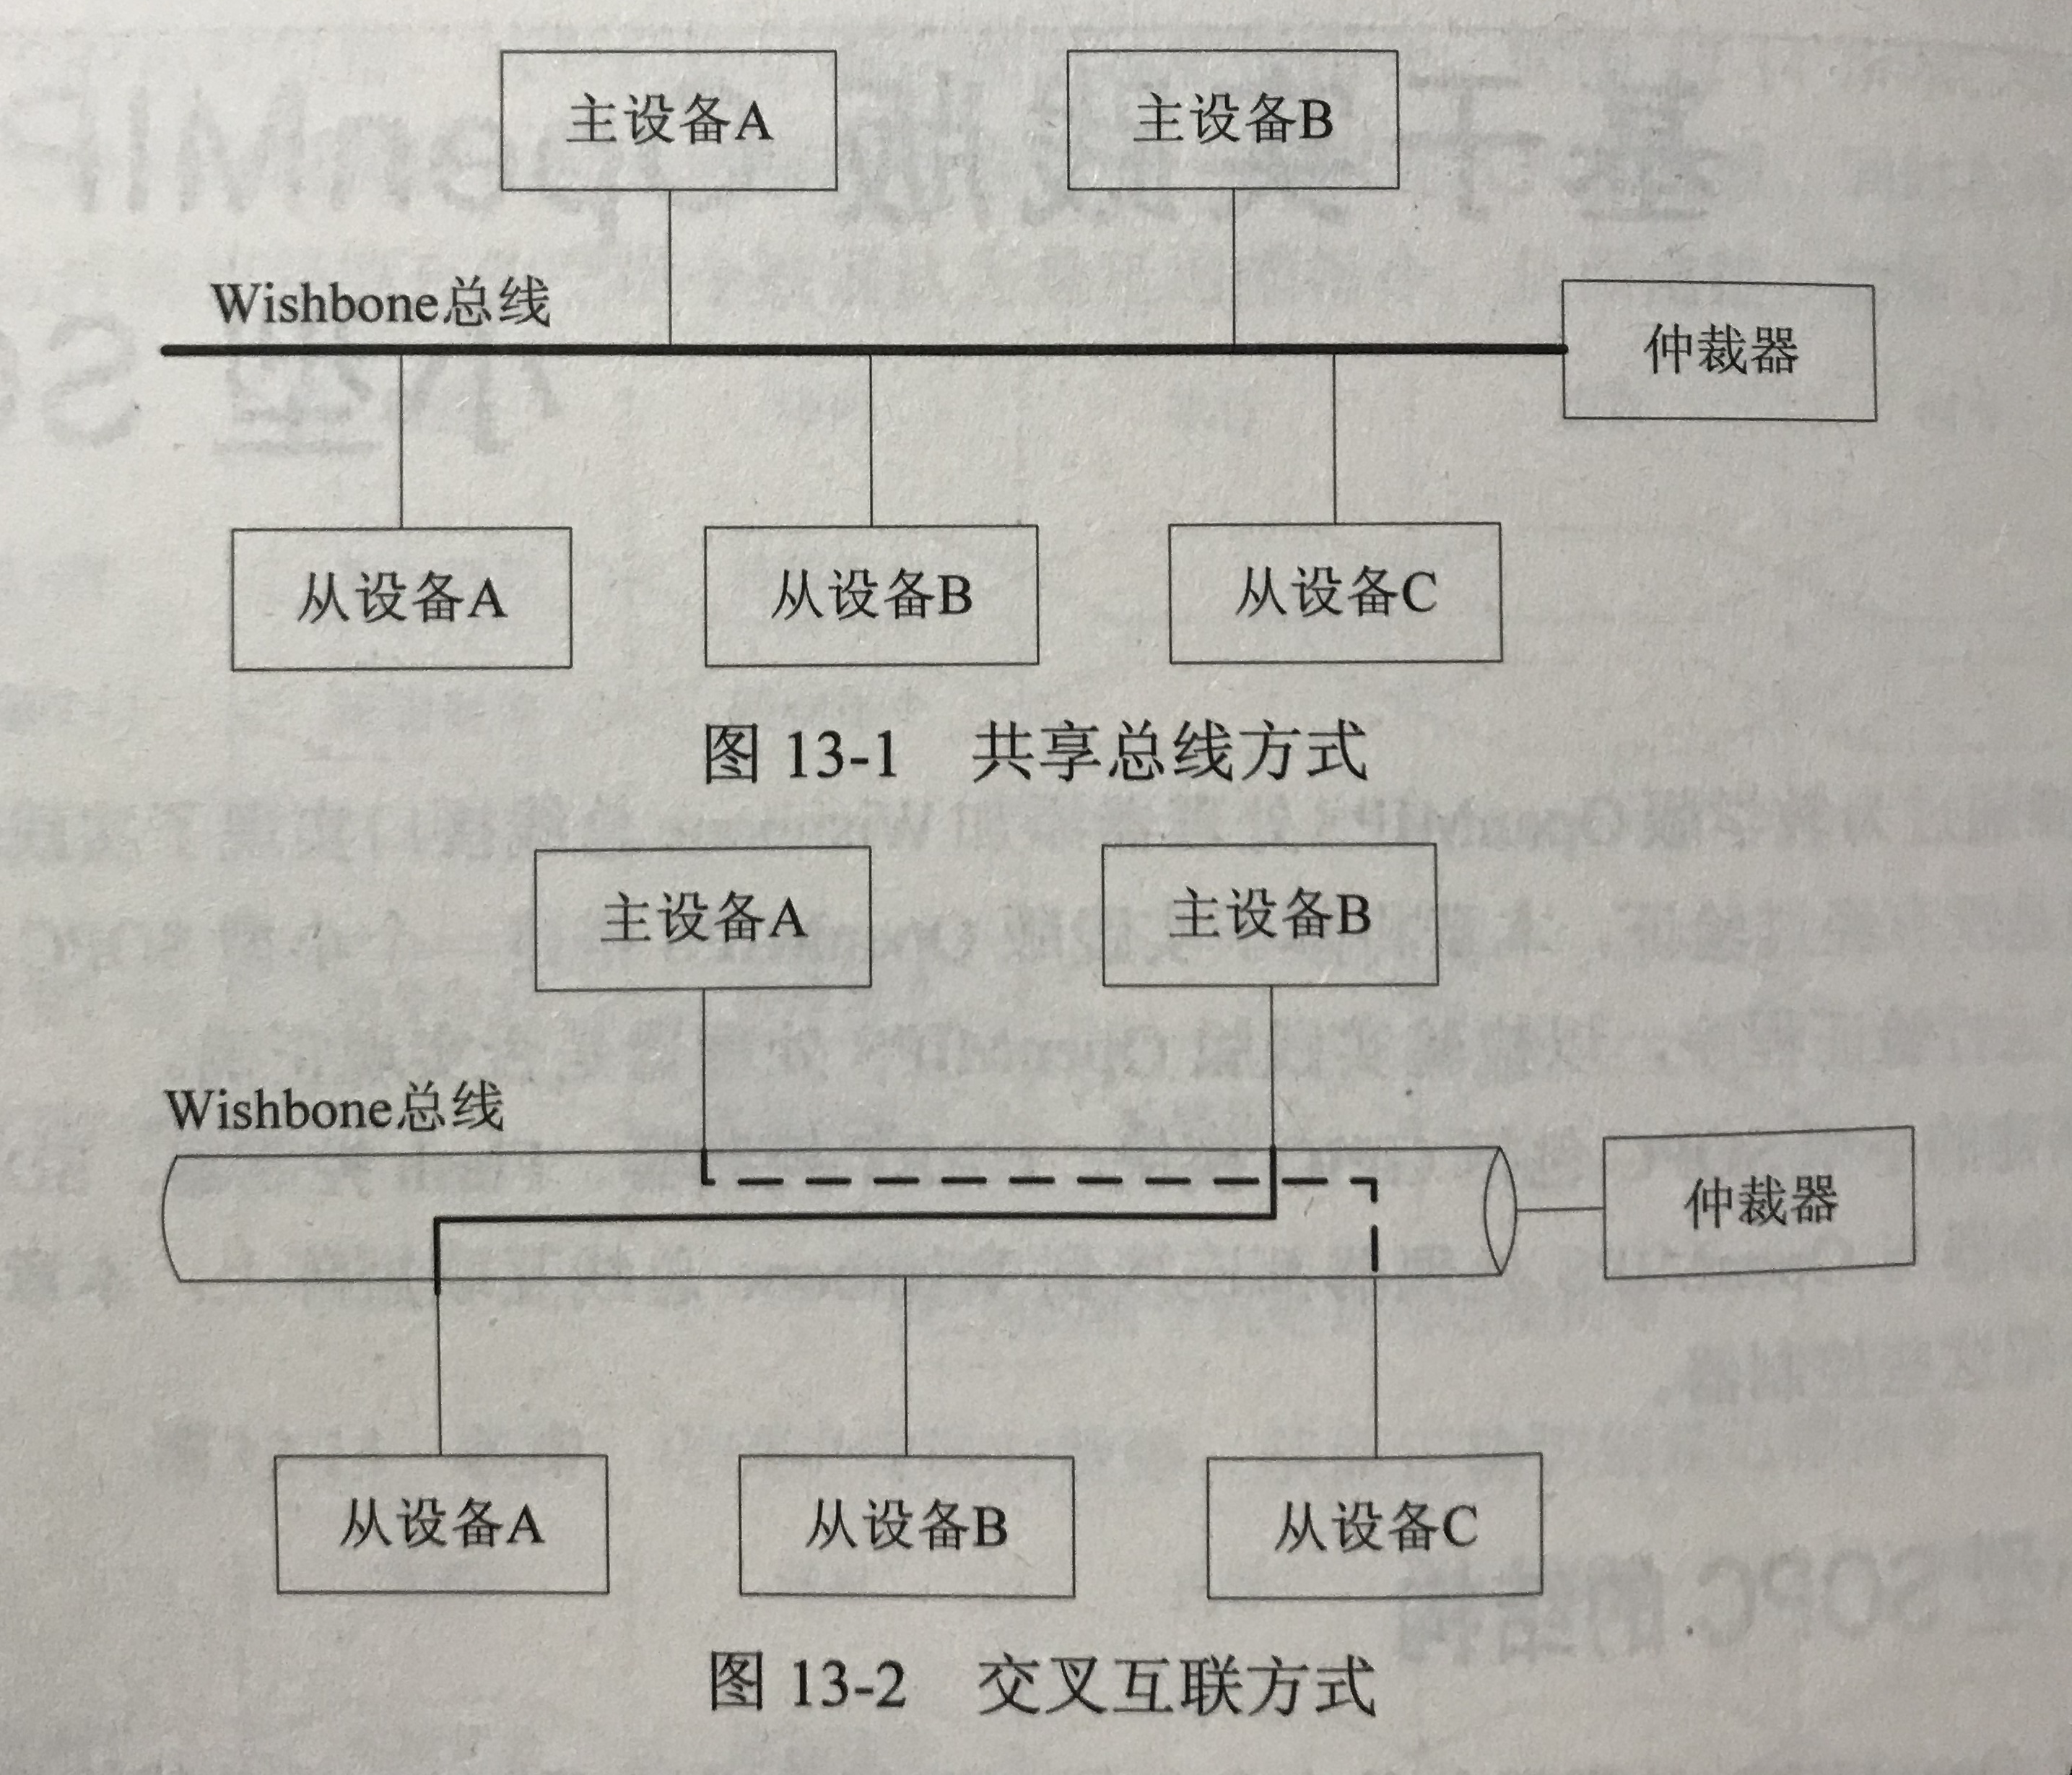 主设备A
主设备B
Wishbone总线
仲裁器
从设备A
从设备B
从设备C
图 13-1 共享总线方式
主设备A
主设备B
Wishbone总线
仲裁器
从设备A
从设备B
从设备C
图 13-2 交叉互联方式